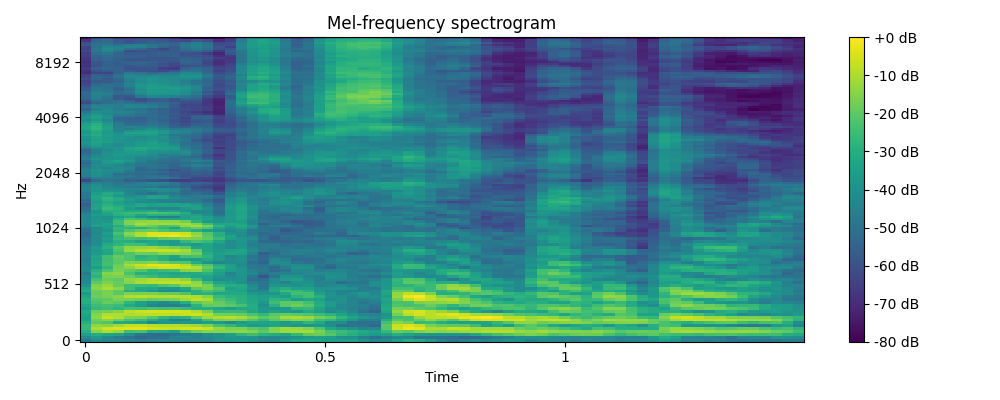 Mel-frequency spectrogram
Hz
8192
4096
2048
1024
512
0
0
0.5
1
Time
+0 dB
-10 dB
-20 dB
-30 dB
-40 dB
-50 dB
-60 dB
-70 dB
-80 dB